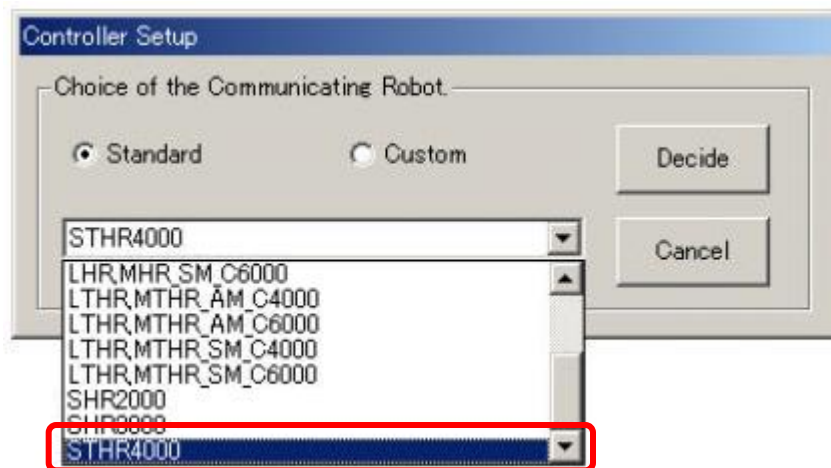 Controller Setup
Choice of the Communicating Robot.
Standard
Custom
Decide
STHR4000
Cancel
LHR,MHR_SM_C6000
LTHR,MTHR_AM_C4000
LTHR,MTHR_AM_C6000
LTHR,MTHR_SM_C4000
LTHR,MTHR_SM_C6000
SHR2000
STHR4000